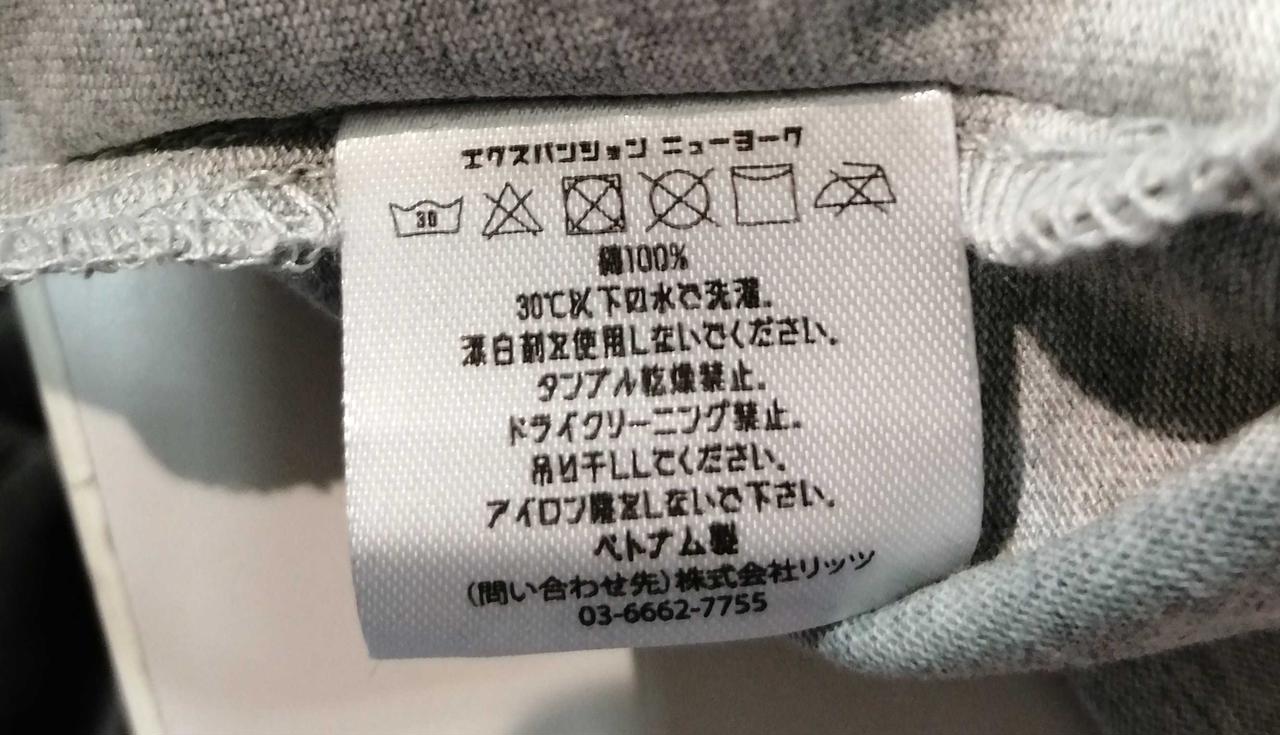 エクスパンション ニューヨーク
30
綿100%
30℃以下の水で洗濯.
漂白剤を使用しないでください.
タンブル乾燥禁止.
ドライクリーニング禁止.
吊り干ししてください.
アイロン掛をしないで下さい.
ベトナム製
(問い合わせ先)株式会社リッツ
03-6662-7755